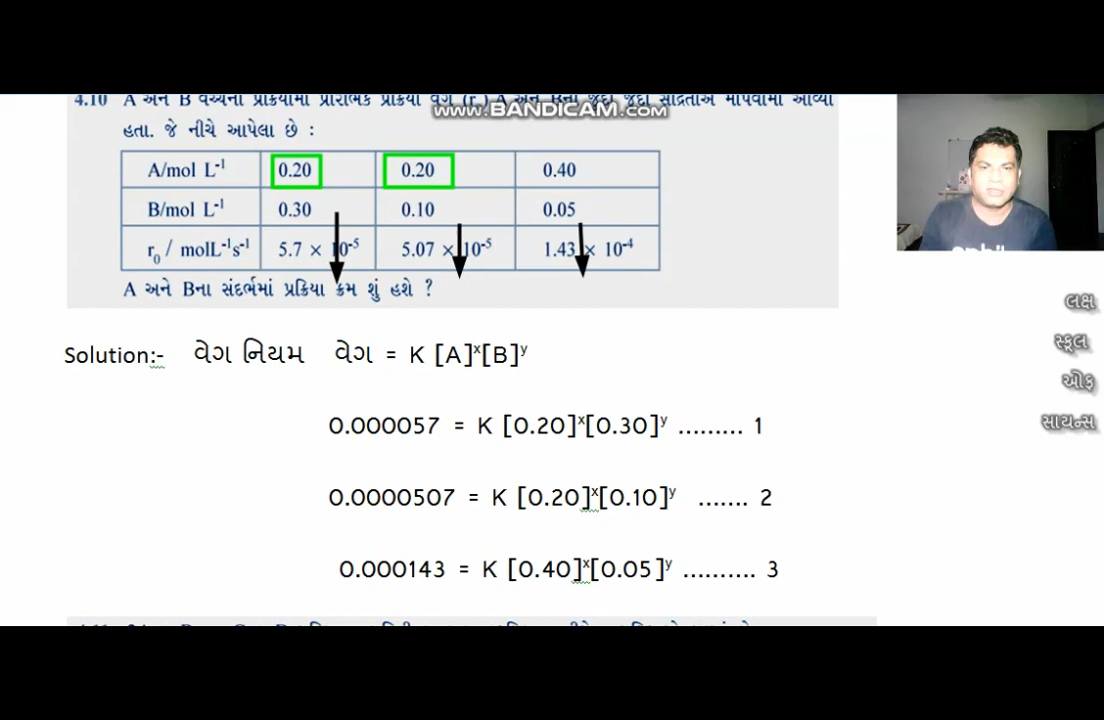 4.10 A અને B વચ્ચેની પ્રક્રિયામાં પ્રારંભિક પ્રક્રિયા વેગ (r A અને Bની જુદી જુદી સાંદ્રતાએ માપવામાં આવ્યા
www.BANDICAM.com
હતા. જે નીચે આપેલા છે :
A/mol L⁻¹ 0.20 0.20 0.40
B/mol L⁻¹ 0.30 0.10 0.05
r₀ / molL⁻¹s⁻¹ 5.7 × 10⁻⁵ 5.07 × 10⁻⁵ 1.43 × 10⁻⁴
A અને Bના સંદર્ભમાં પ્રક્રિયા ક્રમ શું હશે ?
Solution:- વેગ નિયમ વેગ = K [A]ˣ[B]ʸ
0.000057 = K [0.20]ˣ[0.30]ʸ ......... 1
0.0000507 = K [0.20]ˣ[0.10]ʸ ....... 2
0.000143 = K [0.40]ˣ[0.05]ʸ .......... 3
લક્ષ
સ્કૂલ
ઓફ
સાયન્સ